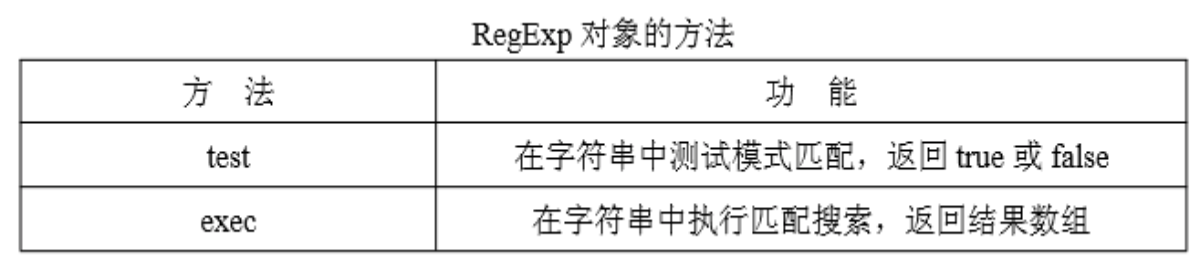 RegExp 对象的方法
方 法 功 能
test 在字符串中测试模式匹配，返回 true 或 false
exec 在字符串中执行匹配搜索，返回结果数组